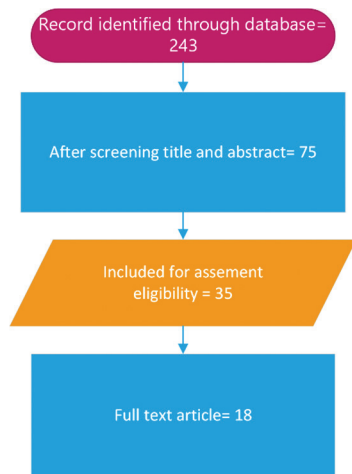 Record identified through database=
243
After screening title and abstract= 75
Included for assement
eligibility = 35
Full text article= 18